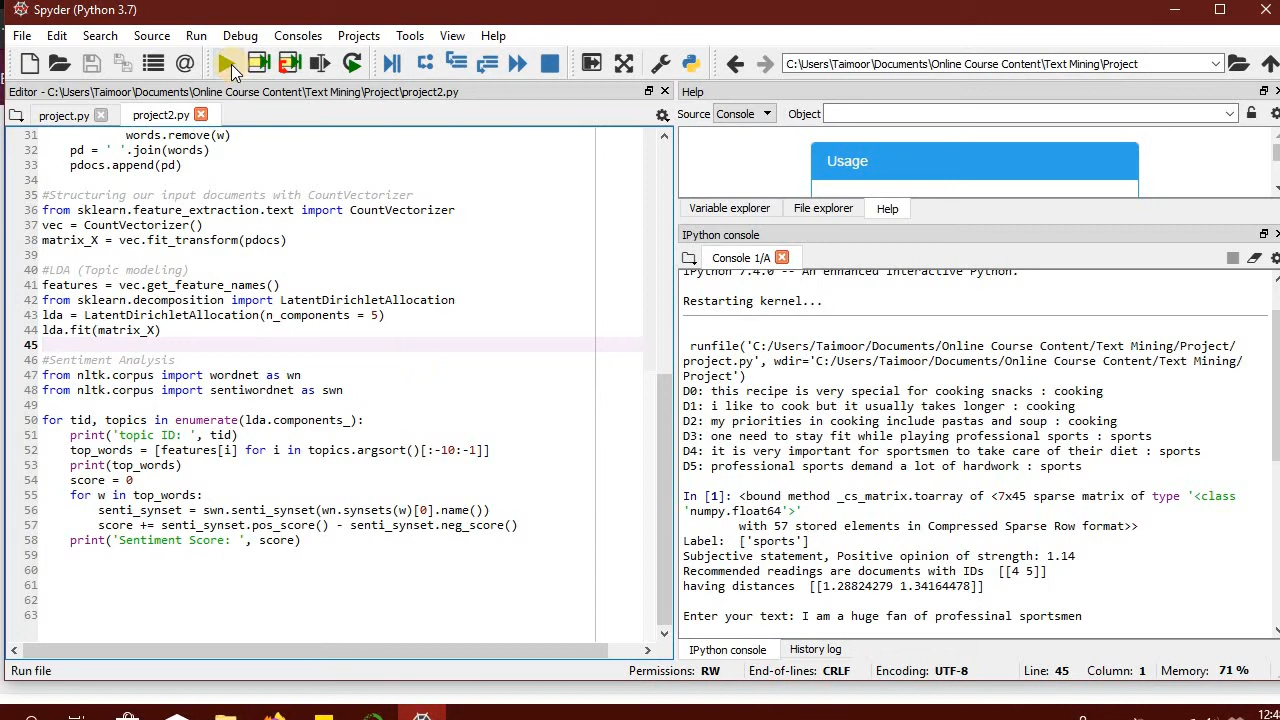 Spyder (Python 3.7)
File Edit Search Source Run Debug Consoles Projects Tools View Help
C:\Users\Taimoor\Documents\Online Course Content\Text Mining\Project
Editor - C:\Users\Taimoor\Documents\Online Course Content\Text Mining\Project\project2.py
project.py project2.py
31 words.remove(w)
32 pd = ' '.join(words)
33 pdocs.append(pd)
34
35 #Structuring our input documents with CountVectorizer
36 from sklearn.feature_extraction.text import CountVectorizer
37 vec = CountVectorizer()
38 matrix_X = vec.fit_transform(pdocs)
39
40 #LDA (Topic modeling)
41 features = vec.get_feature_names()
42 from sklearn.decomposition import LatentDirichletAllocation
43 lda = LatentDirichletAllocation(n_components = 5)
44 lda.fit(matrix_X)
45
46 #Sentiment Analysis
47 from nltk.corpus import wordnet as wn
48 from nltk.corpus import sentiwordnet as swn
49
50 for tid, topics in enumerate(lda.components_):
51 print('topic ID: ', tid)
52 top_words = [features[i] for i in topics.argsort()[:-10:-1]]
53 print(top_words)
54 score = 0
55 for w in top_words:
56 senti_synset = swn.senti_synset(wn.synsets(w)[0].name())
57 score += senti_synset.pos_score() - senti_synset.neg_score()
58 print('Sentiment Score: ', score)
59
60
61
62
63
Help
Source Console Object
Usage
Variable explorer File explorer Help
IPython console
Console 1/A
IPython 7.4.0 -- An enhanced Interactive Python.
Restarting kernel...
runfile('C:/Users/Taimoor/Documents/Online Course Content/Text Mining/Project/
project.py', wdir='C:/Users/Taimoor/Documents/Online Course Content/Text Mining/
Project')
D0: this recipe is very special for cooking snacks : cooking
D1: i like to cook but it usually takes longer : cooking
D2: my priorities in cooking include pastas and soup : cooking
D3: one need to stay fit while playing professional sports : sports
D4: it is very important for sportsmen to take care of their diet : sports
D5: professional sports demand a lot of hardwork : sports
In [1]: <bound method _cs_matrix.toarray of <7x45 sparse matrix of type '<class
'numpy.float64'>'
with 57 stored elements in Compressed Sparse Row format>>
Label: ['sports']
Subjective statement, Positive opinion of strength: 1.14
Recommended readings are documents with IDs [[4 5]]
having distances [[1.28824279 1.34164478]]
Enter your text: I am a huge fan of professinal sportsmen
IPython console History log
Run file Permissions: RW End-of-lines: CRLF Encoding: UTF-8 Line: 45 Column: 1 Memory: 71 %